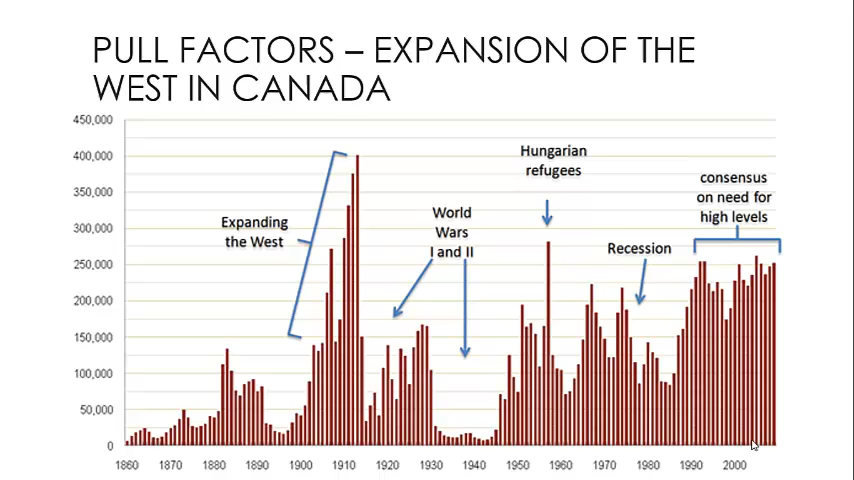 PULL FACTORS – EXPANSION OF THE
WEST IN CANADA
450,000
400,000
350,000
300,000
250,000
200,000
150,000
100,000
50,000
0
Expanding
the West
World
Wars
I and II
Hungarian
refugees
Recession
consensus
on need for
high levels
1860 1870 1880 1890 1900 1910 1920 1930 1940 1950 1960 1970 1980 1990 2000